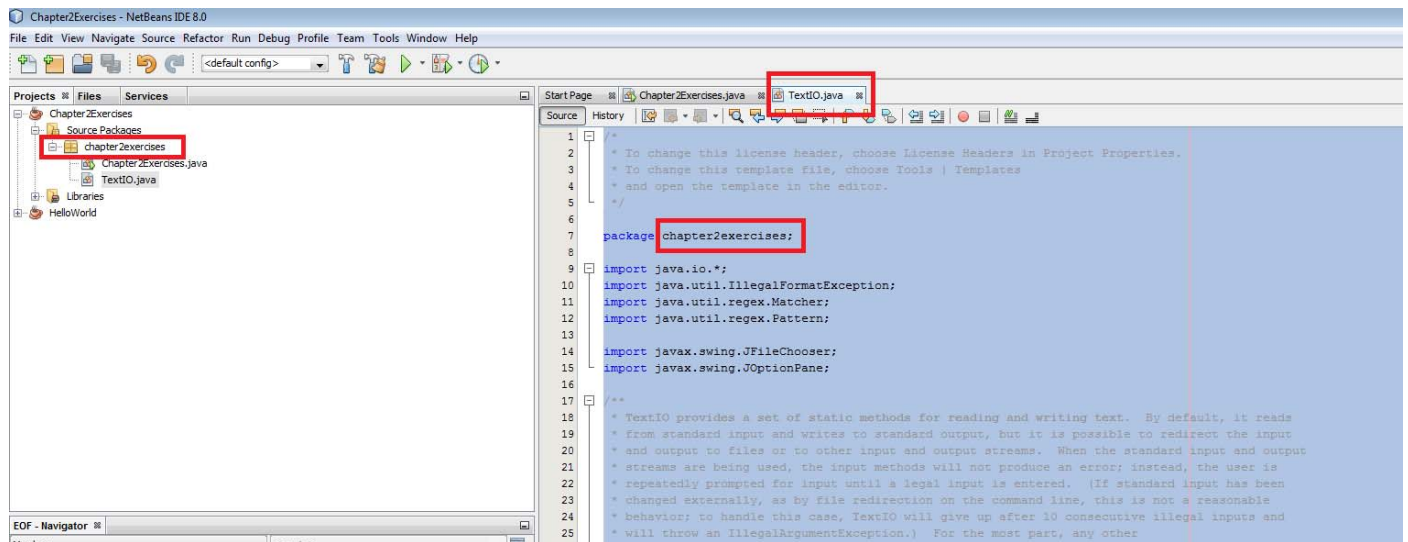 Chapter2Exercises - NetBeans IDE 8.0
File Edit View Navigate Source Refactor Run Debug Profile Team Tools Window Help
<default config>
Projects Files Services
Chapter2Exercises
Source Packages
chapter2exercises
Chapter2Exercises.java
TextIO.java
Libraries
HelloWorld
EOF - Navigator
Start Page Chapter2Exercises.java TextIO.java
Source History
1 /*
2 * To change this license header, choose License Headers in Project Properties.
3 * To change this template file, choose Tools | Templates
4 * and open the template in the editor.
5 */
6
7 package chapter2exercises;
8
9 import java.io.*;
10 import java.util.IllegalFormatException;
11 import java.util.regex.Matcher;
12 import java.util.regex.Pattern;
13
14 import javax.swing.JFileChooser;
15 import javax.swing.JOptionPane;
16
17 /**
18 * TextIO provides a set of static methods for reading and writing text. By default, it reads
19 * from standard input and writes to standard output, but it is possible to redirect the input
20 * and output to files or to other input and output streams. When the standard input and output
21 * streams are being used, the input methods will not produce an error; instead, the user is
22 * repeatedly prompted for input until a legal input is entered. (If standard input has been
23 * changed externally, as by file redirection on the command line, this is not a reasonable
24 * behavior; to handle this case, TextIO will give up after 10 consecutive illegal inputs and
25 * will throw an IllegalArgumentException.) For the most part, any other